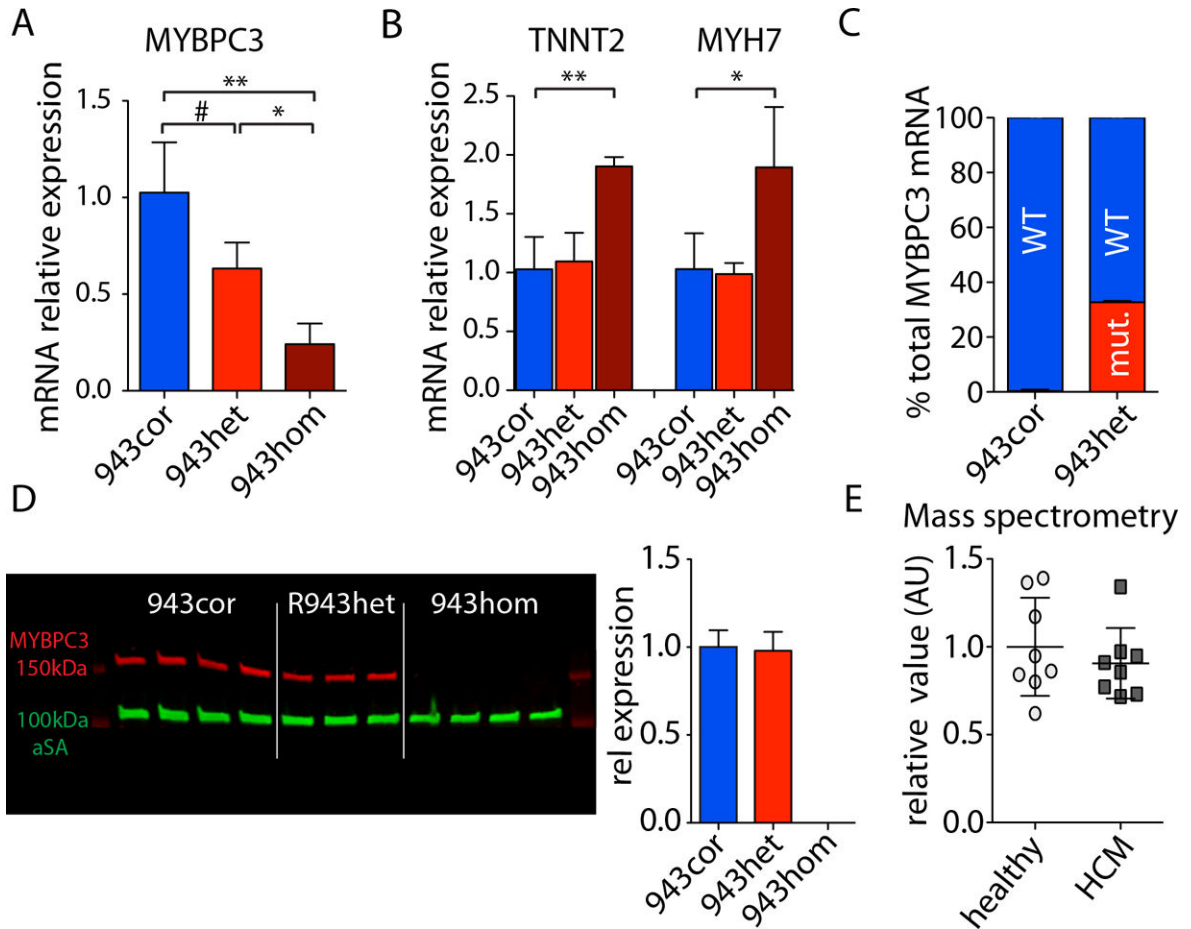 A
MYBPC3
mRNA relative expression
1.5
1.0
0.5
0.0
**
#
*
943cor
943het
943hom
B
TNNT2
MYH7
mRNA relative expression
2.5
2.0
1.5
1.0
0.5
0.0
**
*
943cor
943het
943hom
943cor
943het
943hom
C
% total MYBPC3 mRNA
100
80
60
40
20
0
WT
WT
mut.
943cor
943het
D
943cor
R943het
943hom
MYBPC3
150kDa
100kDa
aSA
rel expression
1.5
1.0
0.5
0.0
943cor
943het
943hom
E
Mass spectrometry
relative value (AU)
1.5
1.0
0.5
0.0
healthy
HCM